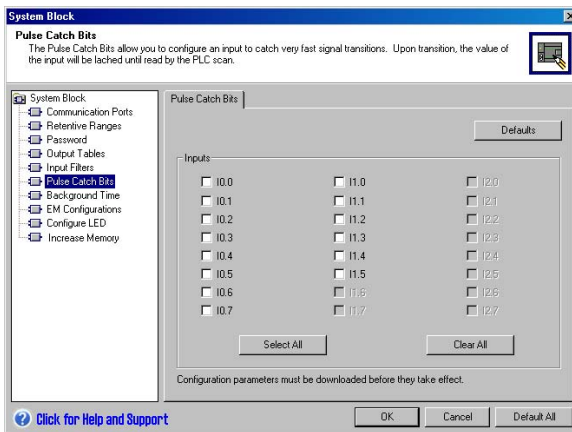 System Block
Pulse Catch Bits
The Pulse Catch Bits allow you to configure an input to catch very fast signal transitions. Upon transition, the value of
the input will be lached until read by the PLC scan.
System Block
Communication Ports
Retentive Ranges
Password
Output Tables
Input Filters
Pulse Catch Bits
Background Time
EM Configurations
Configure LED
Increase Memory
Pulse Catch Bits
Defaults
Inputs
I0.0 I1.0 I2.0
I0.1 I1.1 I2.1
I0.2 I1.2 I2.2
I0.3 I1.3 I2.3
I0.4 I1.4 I2.4
I0.5 I1.5 I2.5
I0.6 I1.6 I2.6
I0.7 I1.7 I2.7
Select All Clear All
Configuration parameters must be downloaded before they take effect.
Click for Help and Support OK Cancel Default All